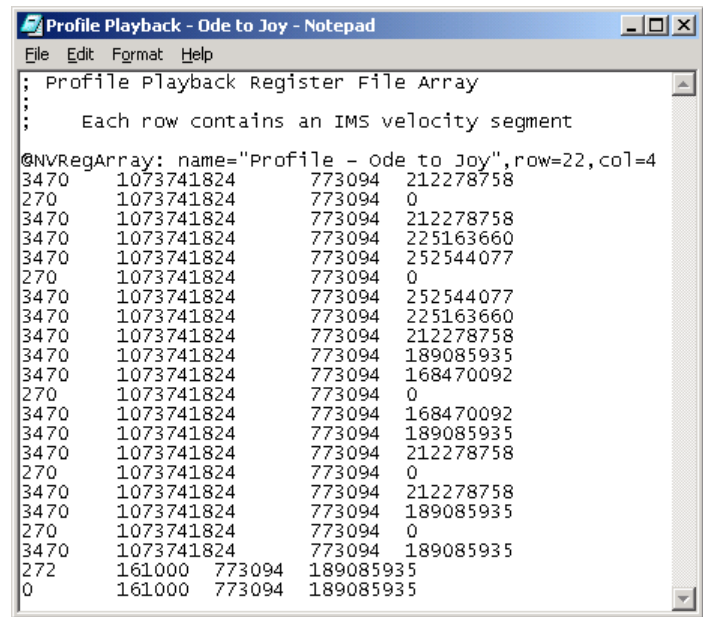 Profile Playback - Ode to Joy - Notepad
File Edit Format Help
; Profile Playback Register File Array
;
; Each row contains an IMS velocity segment
@NVRegArray: name="Profile - Ode to Joy",row=22,col=4
3470 1073741824 773094 212278758
270 1073741824 773094 0
3470 1073741824 773094 212278758
3470 1073741824 773094 225163660
3470 1073741824 773094 252544077
270 1073741824 773094 0
3470 1073741824 773094 252544077
3470 1073741824 773094 225163660
3470 1073741824 773094 212278758
3470 1073741824 773094 189085935
3470 1073741824 773094 168470092
270 1073741824 773094 0
3470 1073741824 773094 168470092
3470 1073741824 773094 189085935
3470 1073741824 773094 212278758
270 1073741824 773094 0
3470 1073741824 773094 212278758
3470 1073741824 773094 189085935
270 1073741824 773094 0
3470 1073741824 773094 189085935
272 161000 773094 189085935
0 161000 773094 189085935